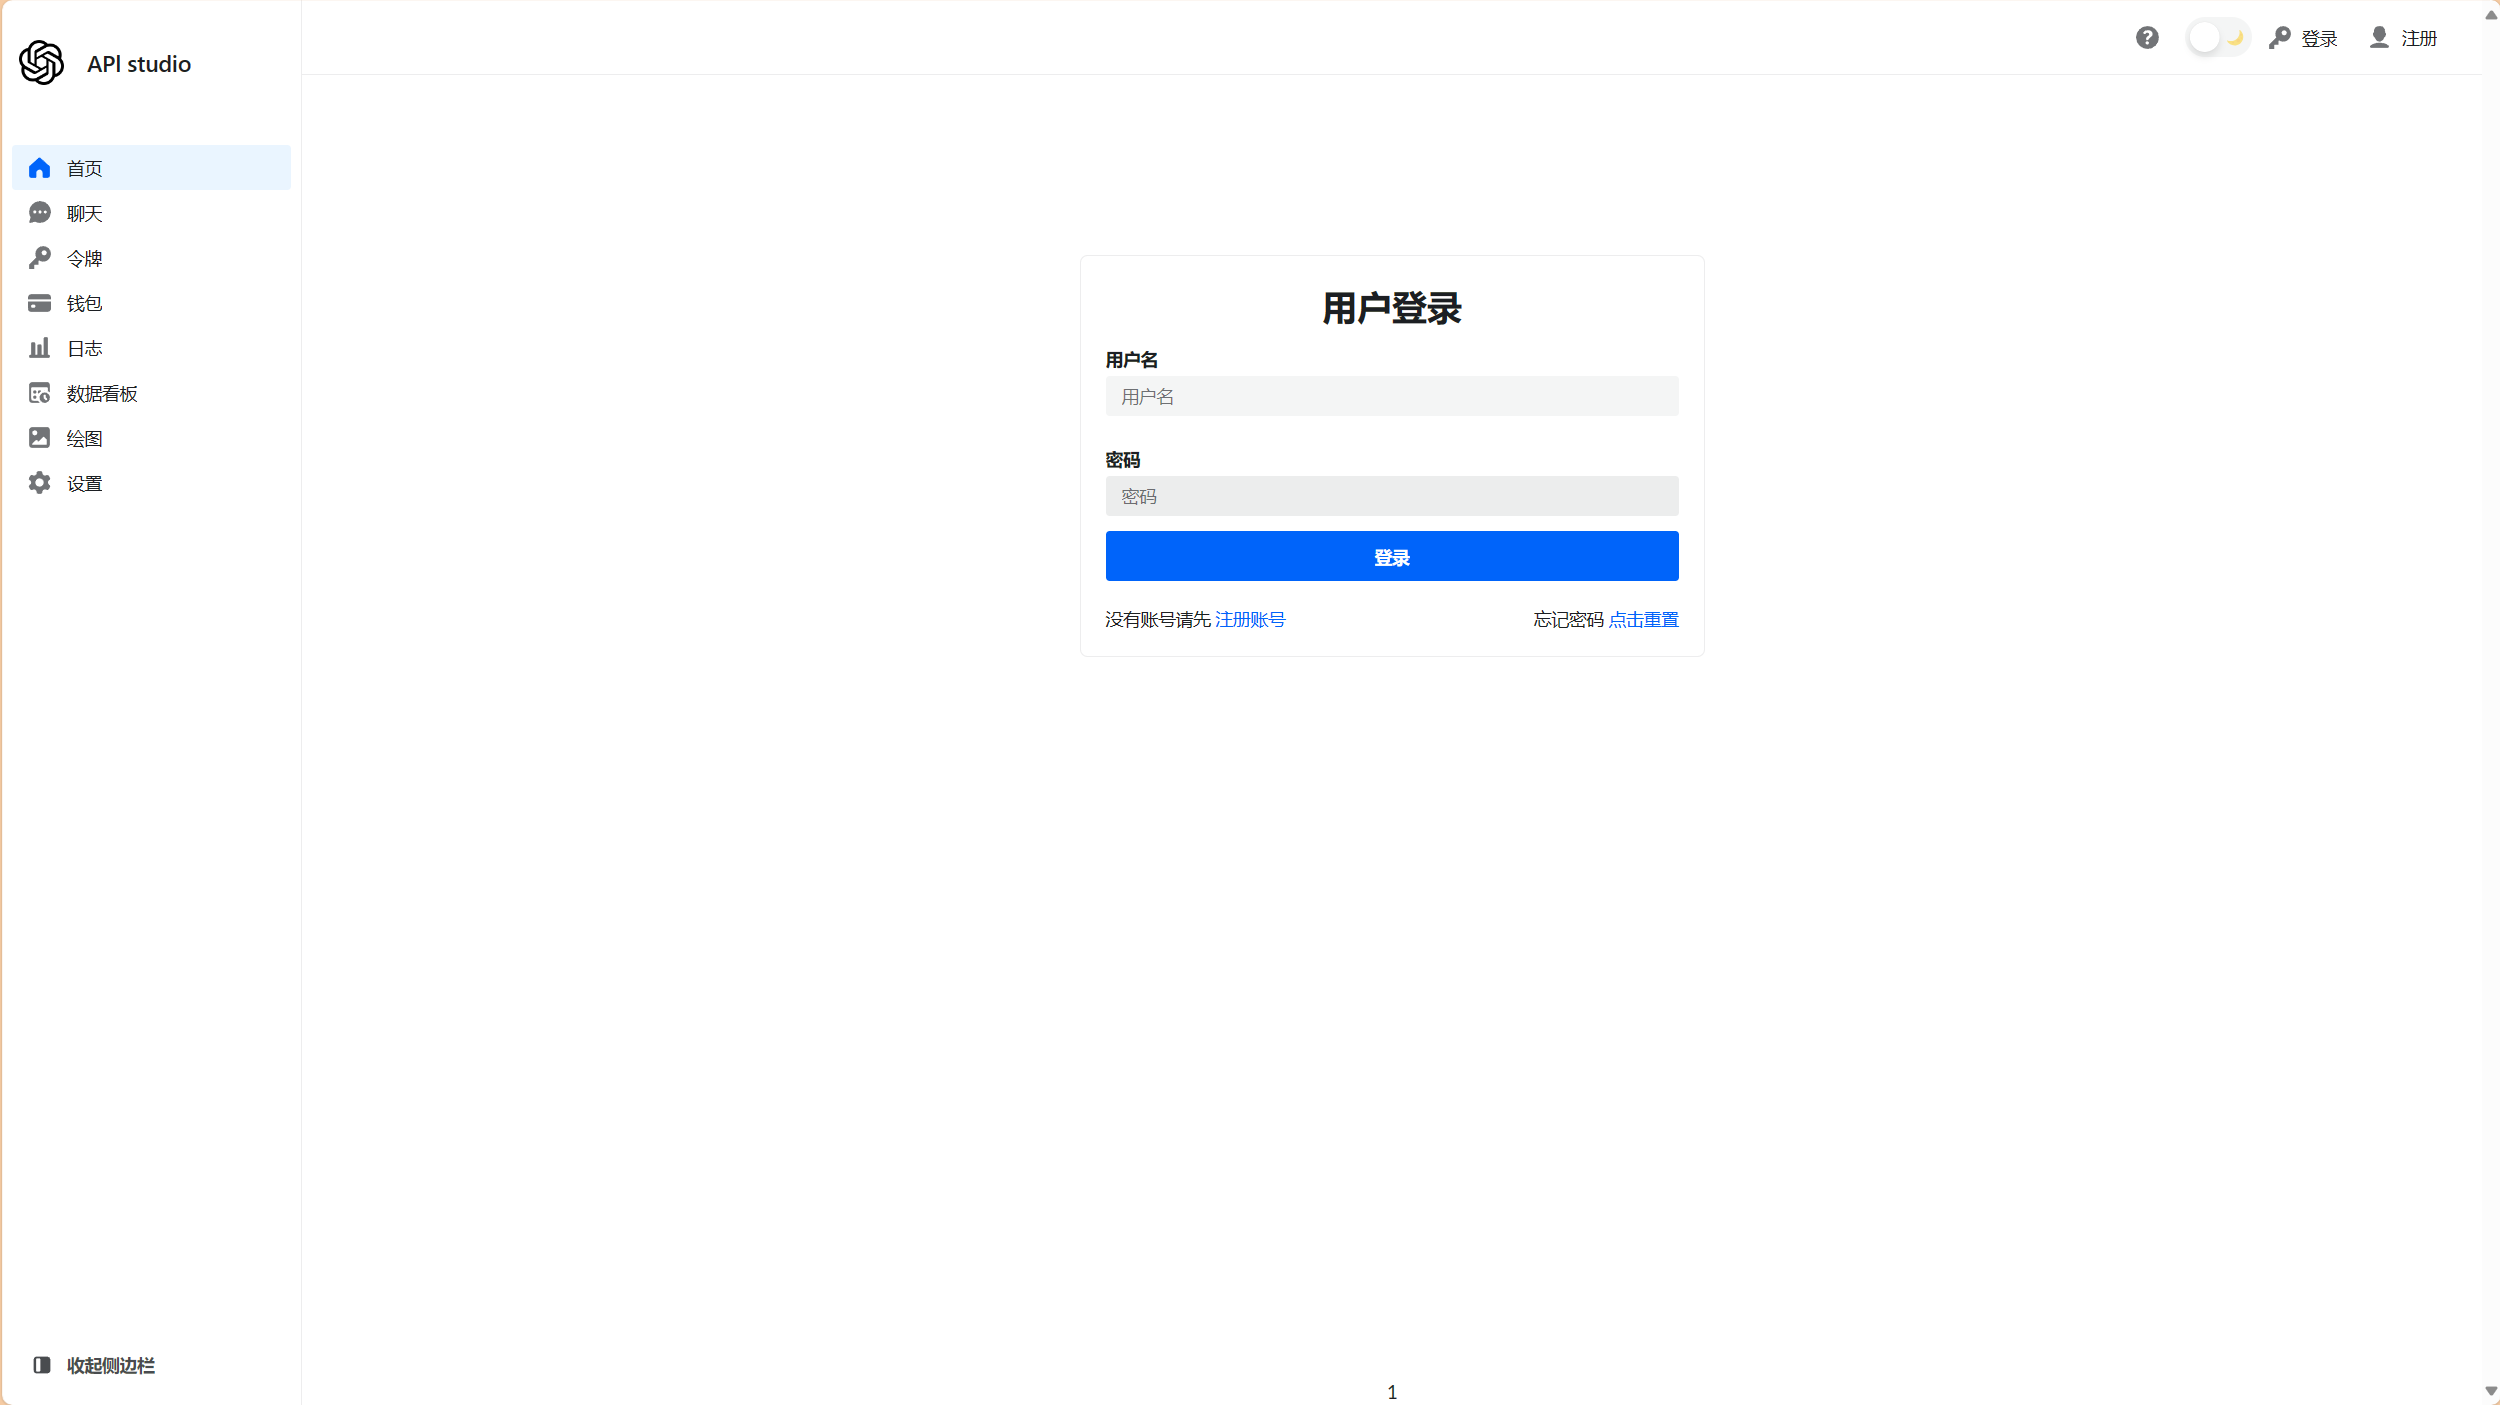 API studio
首页
聊天
令牌
钱包
日志
数据看板
绘图
设置
收起侧边栏
登录
注册
用户登录
用户名
用户名
密码
密码
登录
没有账号请先 注册账号
忘记密码 点击重置
1